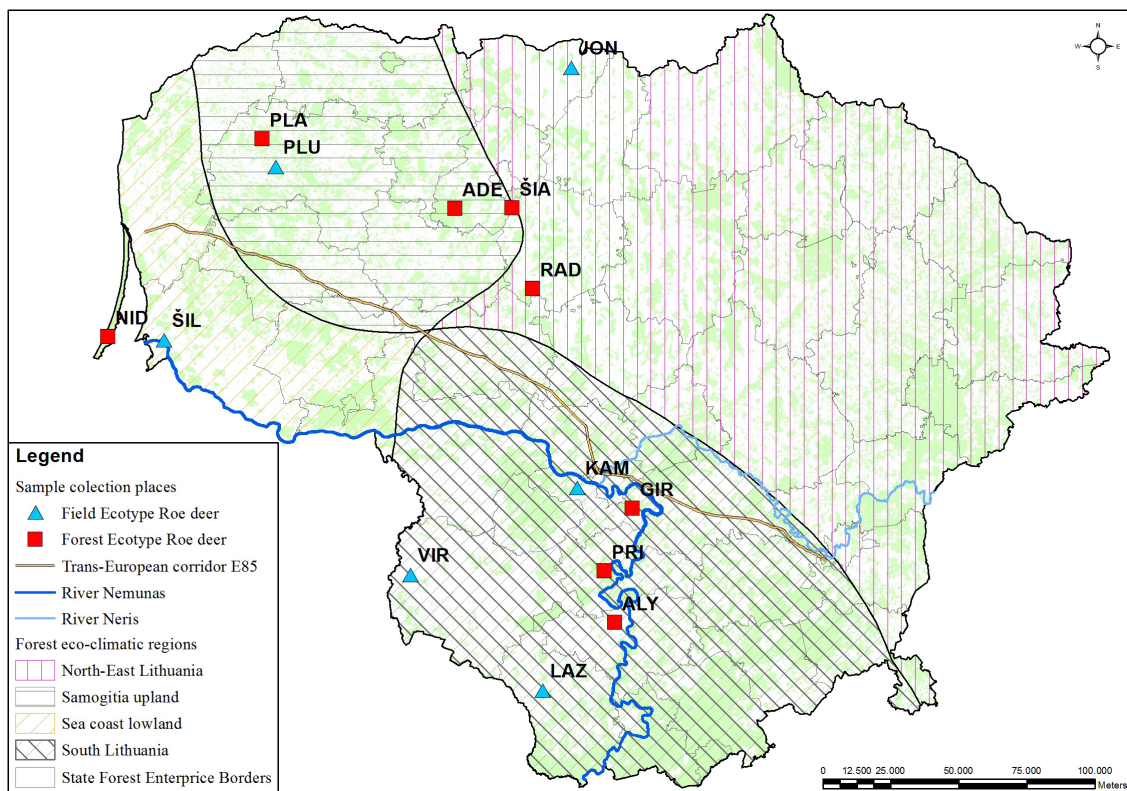 N
W E
S
JON
PLA
PLU
ADE ŠIA
RAD
NID ŠIL
KAM
GIR
VIR
PRI
ALY
LAZ
Legend
Sample colection places
Field Ecotype Roe deer
Forest Ecotype Roe deer
Trans-European corridor E85
River Nemunas
River Neris
Forest eco-climatic regions
North-East Lithuania
Samogitia upland
Sea coast lowland
South Lithuania
State Forest Enterprice Borders
0 12.500 25.000 50.000 75.000 100.000
Meters